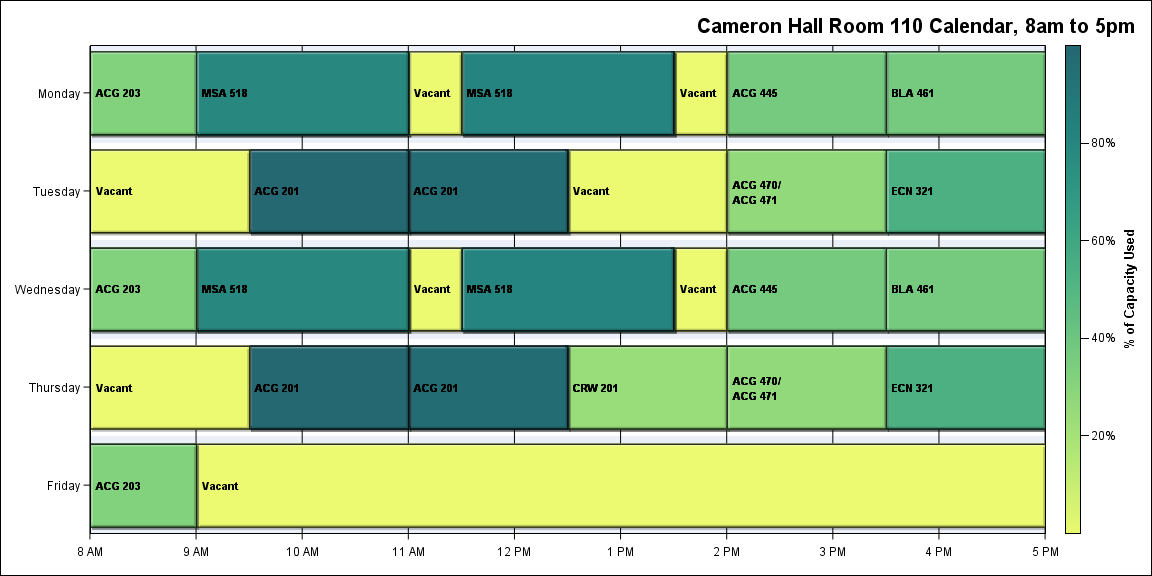 Cameron Hall Room 110 Calendar, 8am to 5pm
Monday
ACG 203
MSA 518
Vacant
MSA 518
Vacant
ACG 445
BLA 461
Tuesday
Vacant
ACG 201
ACG 201
Vacant
ACG 470/
ACG 471
ECN 321
Wednesday
ACG 203
MSA 518
Vacant
MSA 518
Vacant
ACG 445
BLA 461
Thursday
Vacant
ACG 201
ACG 201
CRW 201
ACG 470/
ACG 471
ECN 321
Friday
ACG 203
Vacant
8 AM
9 AM
10 AM
11 AM
12 PM
1 PM
2 PM
3 PM
4 PM
5 PM
80%
60%
40%
20%
% of Capacity Used